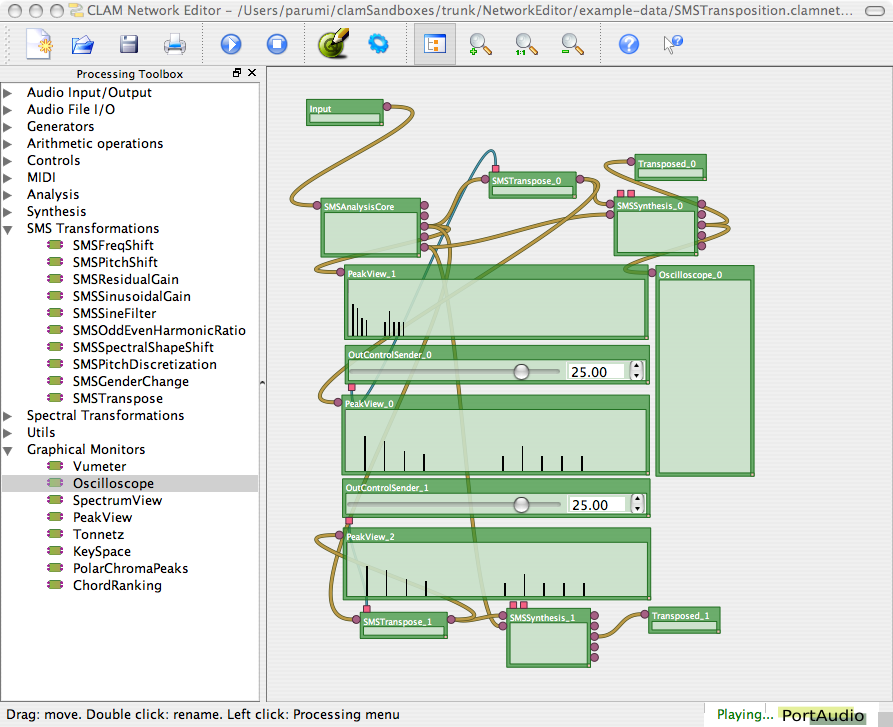 CLAM Network Editor – /Users/parumi/clamSandboxes/trunk/NetworkEditor/example-data/SMSTransposition.clamnet...
1:1
Processing Toolbox
Audio Input/Output
Audio File I/O
Generators
Arithmetic operations
Controls
MIDI
Analysis
Synthesis
SMS Transformations
SMSFreqShift
SMSPitchShift
SMSResidualGain
SMSSinusoidalGain
SMSSineFilter
SMSOddEvenHarmonicRatio
SMSSpectralShapeShift
SMSPitchDiscretization
SMSGenderChange
SMSTranspose
Spectral Transformations
Utils
Graphical Monitors
Vumeter
Oscilloscope
SpectrumView
PeakView
Tonnetz
KeySpace
PolarChromaPeaks
ChordRanking
Input
SMSTranspose_0
Transposed_0
SMSAnalysisCore
SMSSynthesis_0
PeakView_1
Oscilloscope_0
OutControlSender_0
25.00
PeakView_0
OutControlSender_1
25.00
PeakView_2
SMSTranspose_1
SMSSynthesis_1
Transposed_1
Drag: move. Double click: rename. Left click: Processing menu
Playing... PortAudio